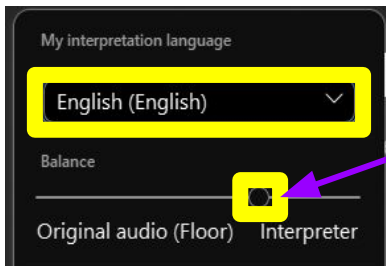 My interpretation language
English (English)
Balance
Original audio (Floor) Interpreter